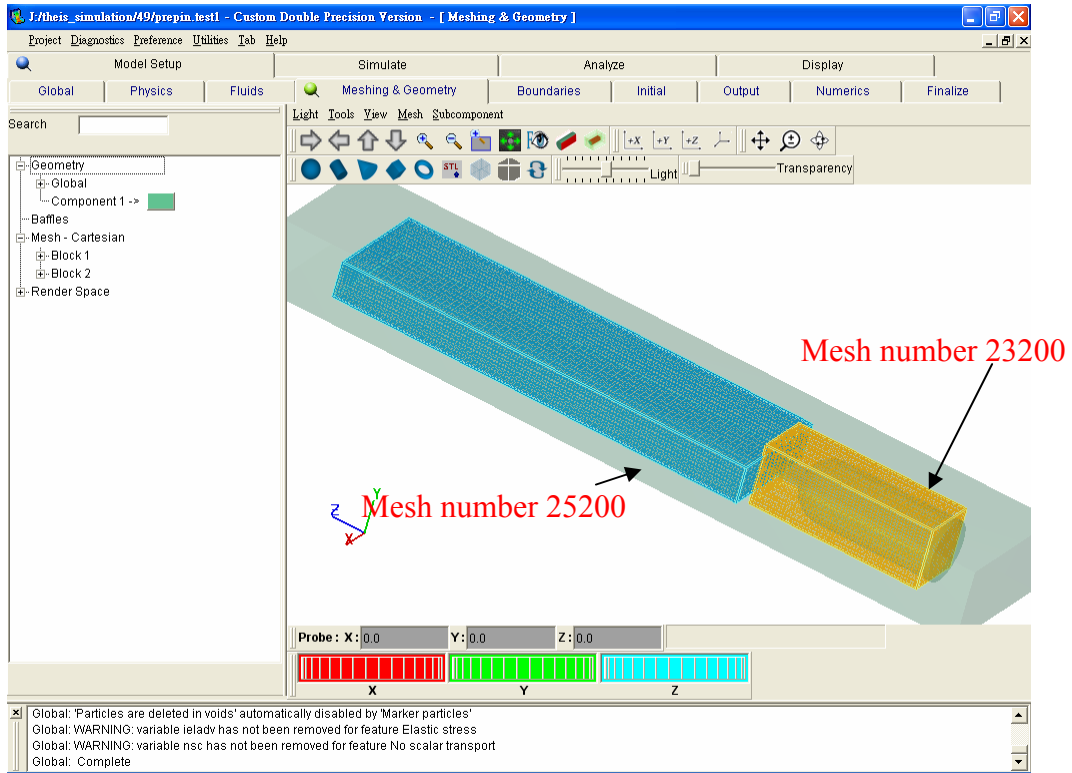 J:/theis_simulation/49/prepin.test1 - Custom Double Precision Version - [ Meshing & Geometry ]
Project Diagnostics Preference Utilities Tab Help
Model Setup Simulate Analyze Display
Global Physics Fluids Meshing & Geometry Boundaries Initial Output Numerics Finalize
Light Tools View Mesh Subcomponent
Search
+X +Y +Z
STL Light Transparency
Geometry
Global
Component 1 ->
Baffles
Mesh - Cartesian
Block 1
Block 2
Render Space
Mesh number 23200
Mesh number 25200
Z Y X
Probe : X : 0.0 Y : 0.0 Z : 0.0
X Y Z
Global: 'Particles are deleted in voids' automatically disabled by 'Marker particles'
Global: WARNING: variable ieladv has not been removed for feature Elastic stress
Global: WARNING: variable nsc has not been removed for feature No scalar transport
Global: Complete